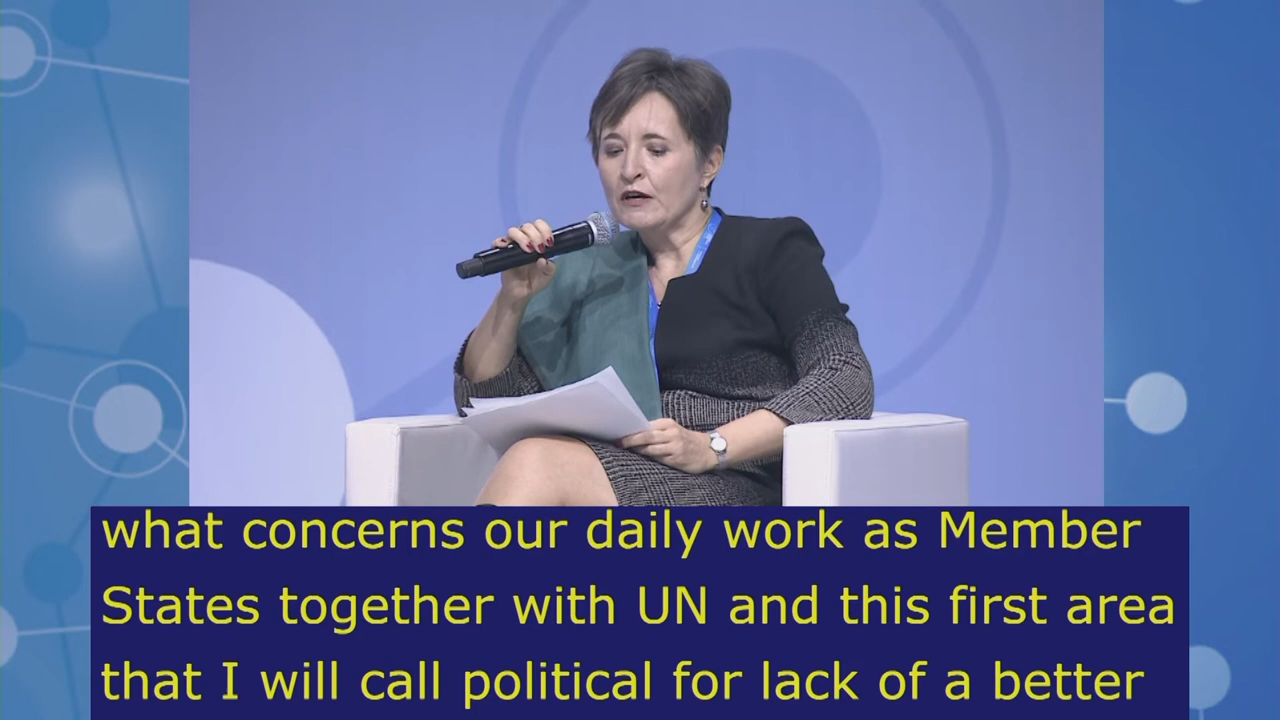 what concerns our daily work as Member
States together with UN and this first area
that I will call political for lack of a better